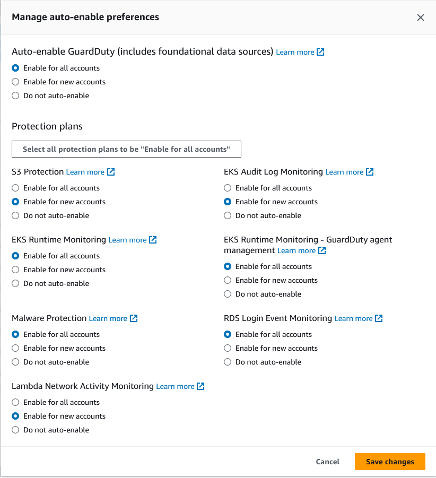 Manage auto-enable preferences
Auto-enable GuardDuty (includes foundational data sources) Learn more
Enable for all accounts
Enable for new accounts
Do not auto-enable
Protection plans
Select all protection plans to be "Enable for all accounts"
S3 Protection Learn more
Enable for all accounts
Enable for new accounts
Do not auto-enable
EKS Audit Log Monitoring Learn more
Enable for all accounts
Enable for new accounts
Do not auto-enable
EKS Runtime Monitoring Learn more
Enable for all accounts
Enable for new accounts
Do not auto-enable
EKS Runtime Monitoring - GuardDuty agent
management Learn more
Enable for all accounts
Enable for new accounts
Do not auto-enable
Malware Protection Learn more
Enable for all accounts
Enable for new accounts
Do not auto-enable
RDS Login Event Monitoring Learn more
Enable for all accounts
Enable for new accounts
Do not auto-enable
Lambda Network Activity Monitoring Learn more
Enable for all accounts
Enable for new accounts
Do not auto-enable
Cancel
Save changes